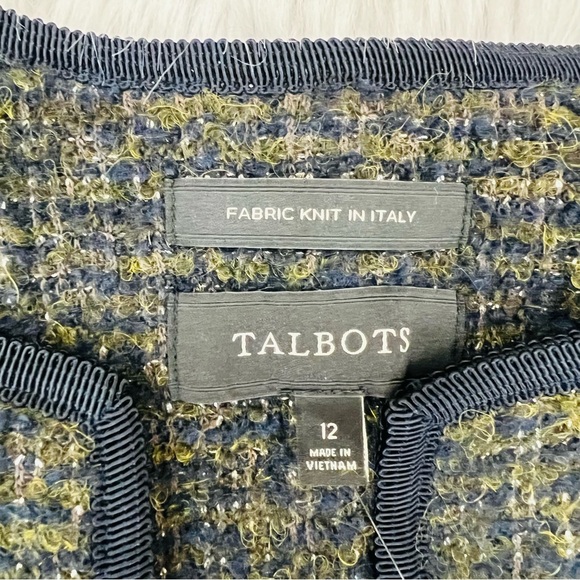 FABRIC KNIT IN ITALY
TALBOTS
12
MADE IN
VIETNAM